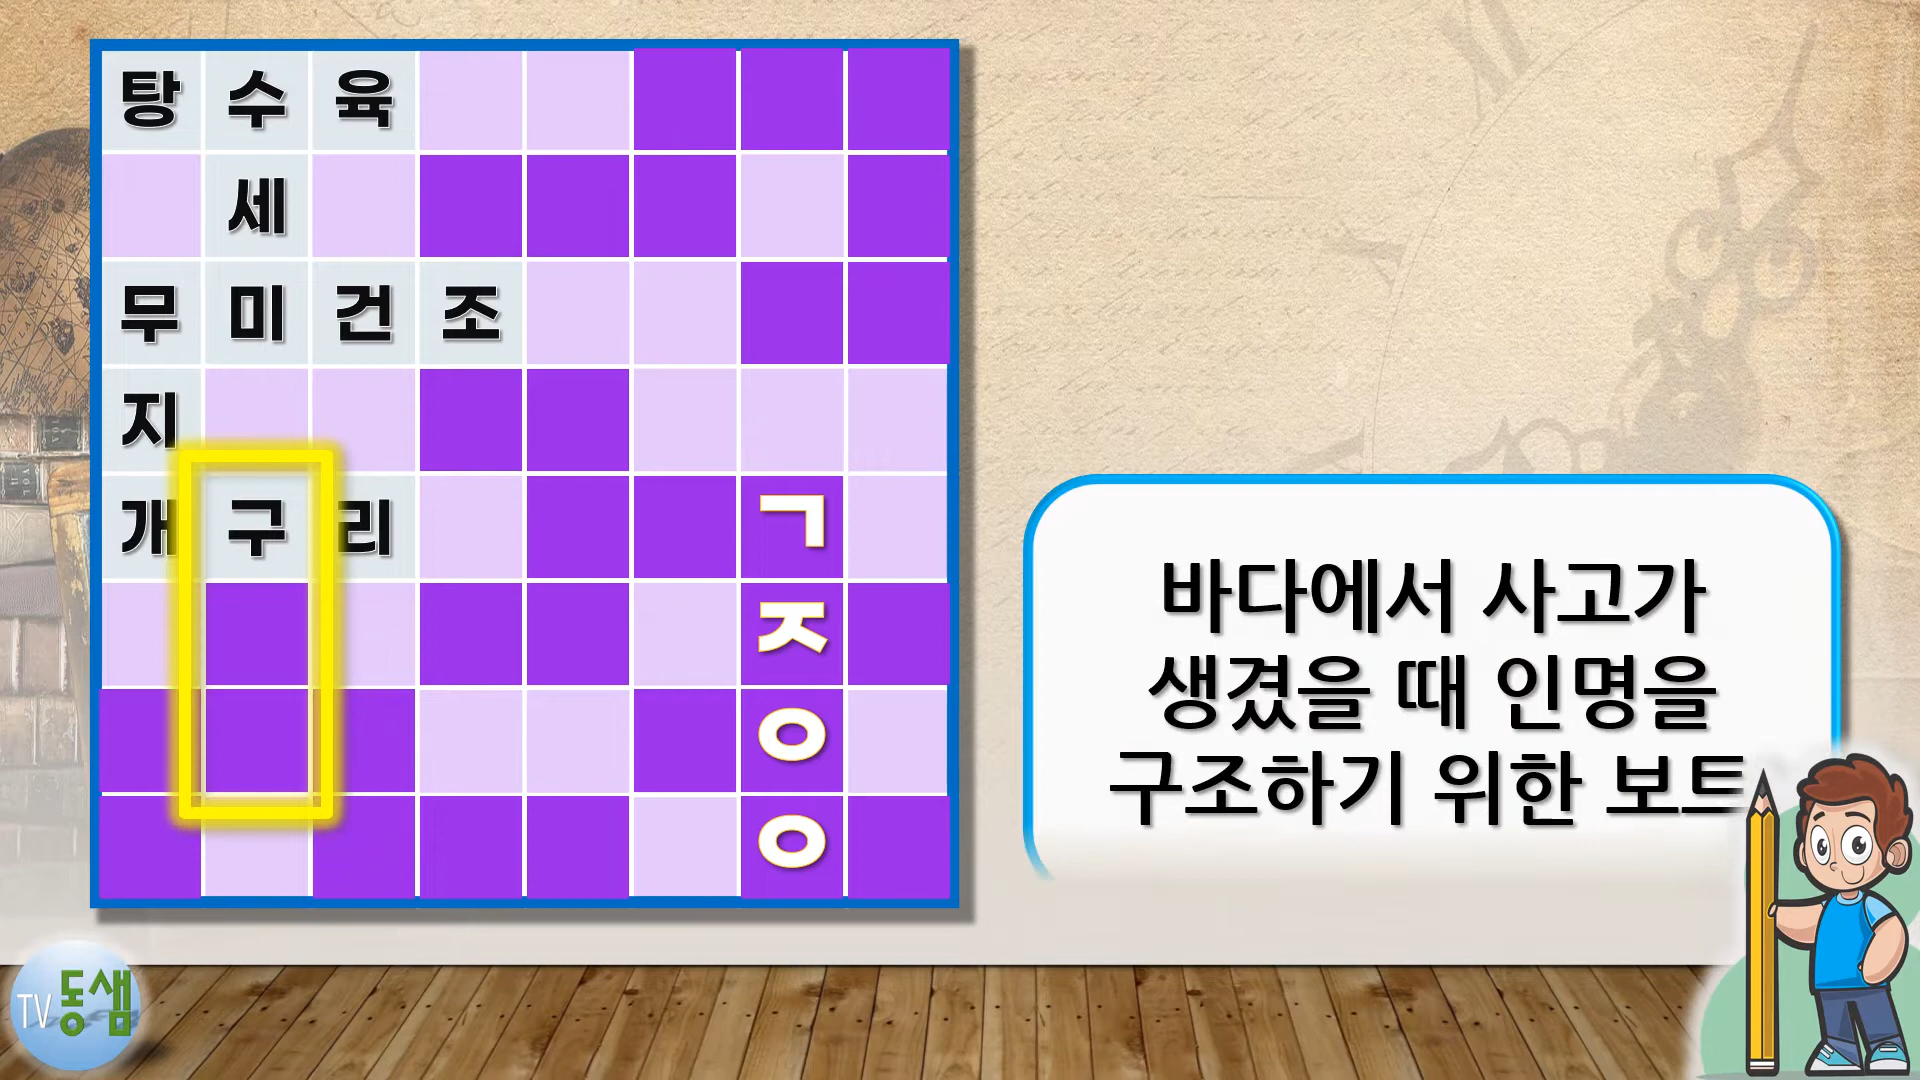 탕 수 육
세
무 미 건 조
지
개 구 리
ㄱ
ㅈ
ㅇ
ㅇ
바다에서 사고가
생겼을 때 인명을
구조하기 위한 보트
TV 동샘